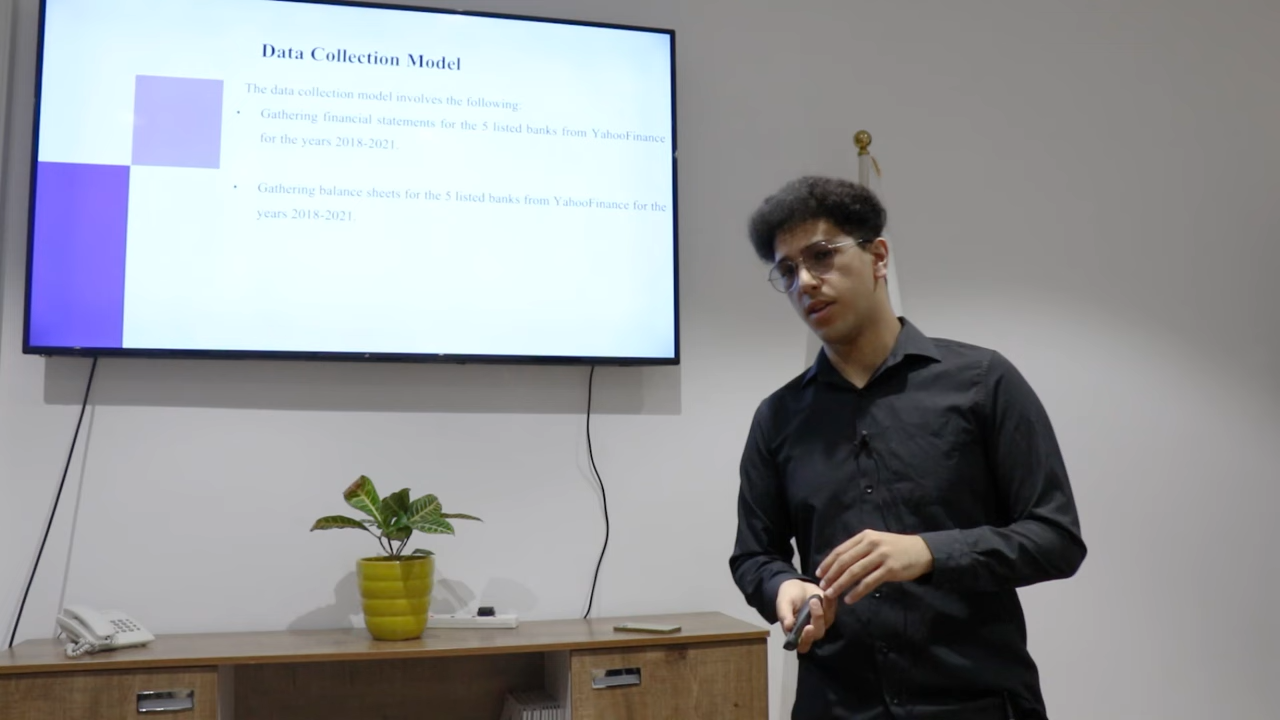 Data Collection Model
The data collection model involves the following:
• Gathering financial statements for the 5 listed banks from YahooFinance
for the years 2018-2021.
• Gathering balance sheets for the 5 listed banks from YahooFinance for the
years 2018-2021.